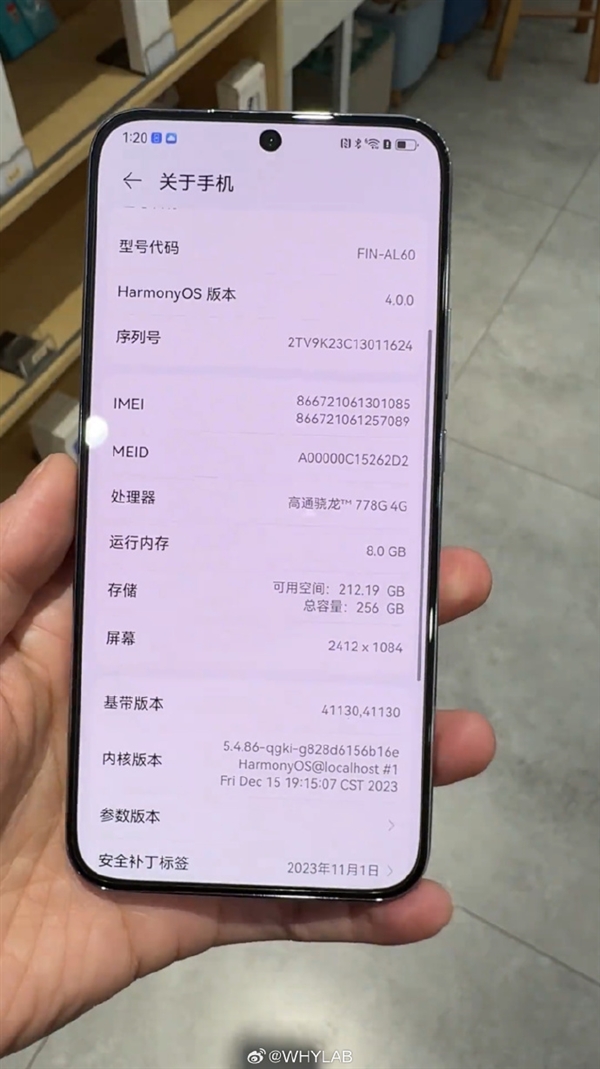 1:20
关于手机
型号代码
FIN-AL60
HarmonyOS 版本
4.0.0
序列号
2TV9K23C13011624
IMEI
866721061301085
866721061257089
MEID
A00000C15262D2
处理器
高通骁龙™ 778G 4G
运行内存
8.0 GB
存储
可用空间：212.19 GB
总容量：256 GB
屏幕
2412 x 1084
基带版本
41130,41130
内核版本
5.4.86-qgki-g828d6156b16e
HarmonyOS@localhost #1
Fri Dec 15 19:15:07 CST 2023
参数版本
安全补丁标签
2023年11月1日
@WHYLAB